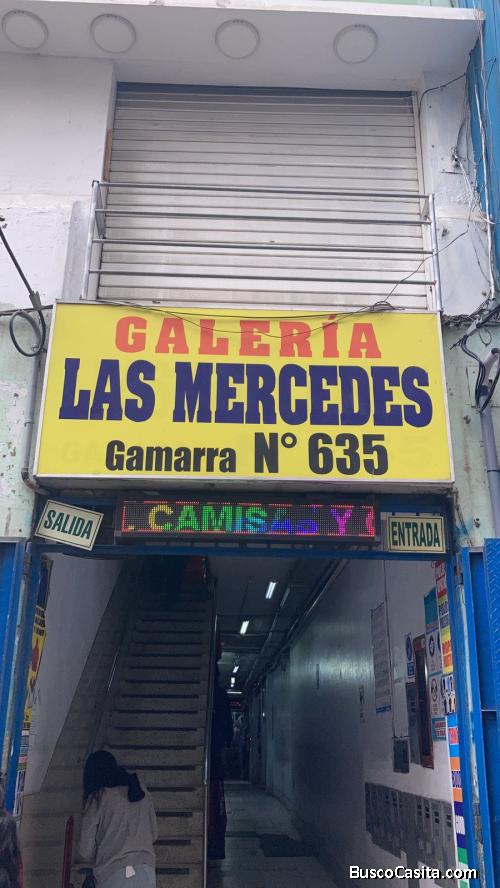 GALERÍA
LAS MERCEDES
Gamarra N° 635
SALIDA
. CAMISAS Y
ENTRADA
BuscoCasita.com